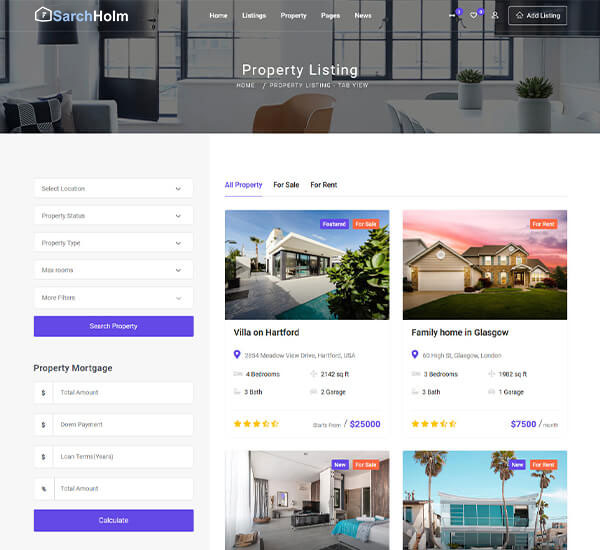 SarchHolm
Home Listings Property Pages News
0 0
Add Listing
Property Listing
HOME / PROPERTY LISTING - TAB VIEW
Select Location
Property Status
Property Type
Max rooms
More Filters
Search Property
Property Mortgage
$ Total Amount
$ Down Payment
$ Loan Terms(Years)
% Total Amount
Calculate
All Property For Sale For Rent
Featured For Sale
Villa on Hartford
2854 Meadow View Drive, Hartford, USA
4 Bedrooms 2142 sq ft
3 Bath 2 Garage
Starts From / $25000
For Rent
Family home in Glasgow
60 High St, Glasgow, London
3 Bedrooms 1982 sq ft
3 Bath 1 Garage
$7500 / month
New For Sale
New For Rent